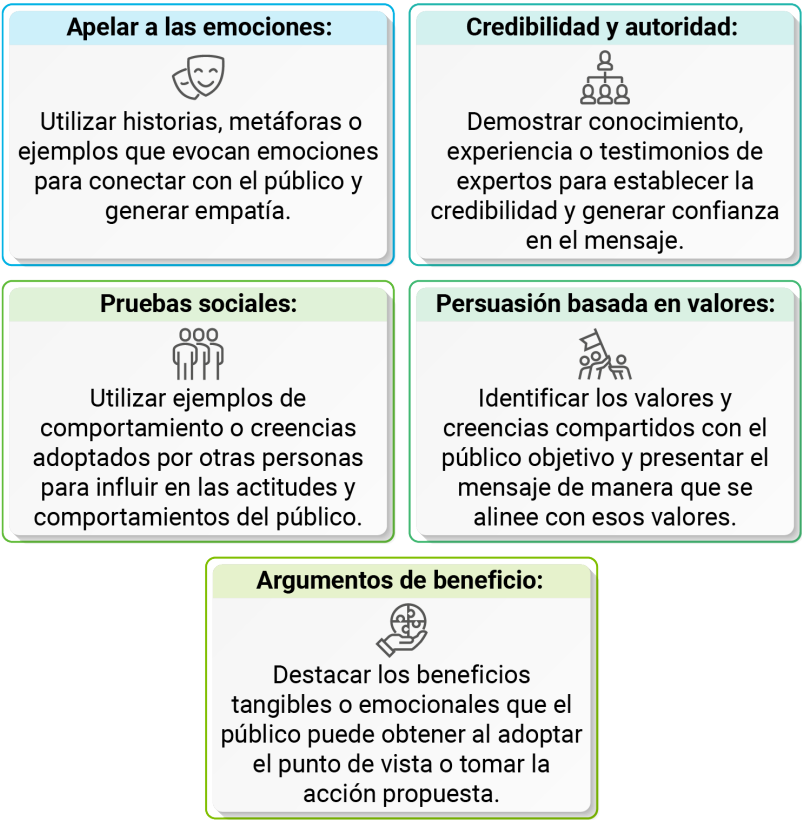 Apelar a las emociones:
Utilizar historias, metáforas o
ejemplos que evocan emociones
para conectar con el público y
generar empatía.
Credibilidad y autoridad:
Demostrar conocimiento,
experiencia o testimonios de
expertos para establecer la
credibilidad y generar confianza
en el mensaje.
Pruebas sociales:
Utilizar ejemplos de
comportamiento o creencias
adoptados por otras personas
para influir en las actitudes y
comportamientos del público.
Persuasión basada en valores:
Identificar los valores y
creencias compartidos con el
público objetivo y presentar el
mensaje de manera que se
alinee con esos valores.
Argumentos de beneficio:
Destacar los beneficios
tangibles o emocionales que el
público puede obtener al adoptar
el punto de vista o tomar la
acción propuesta.